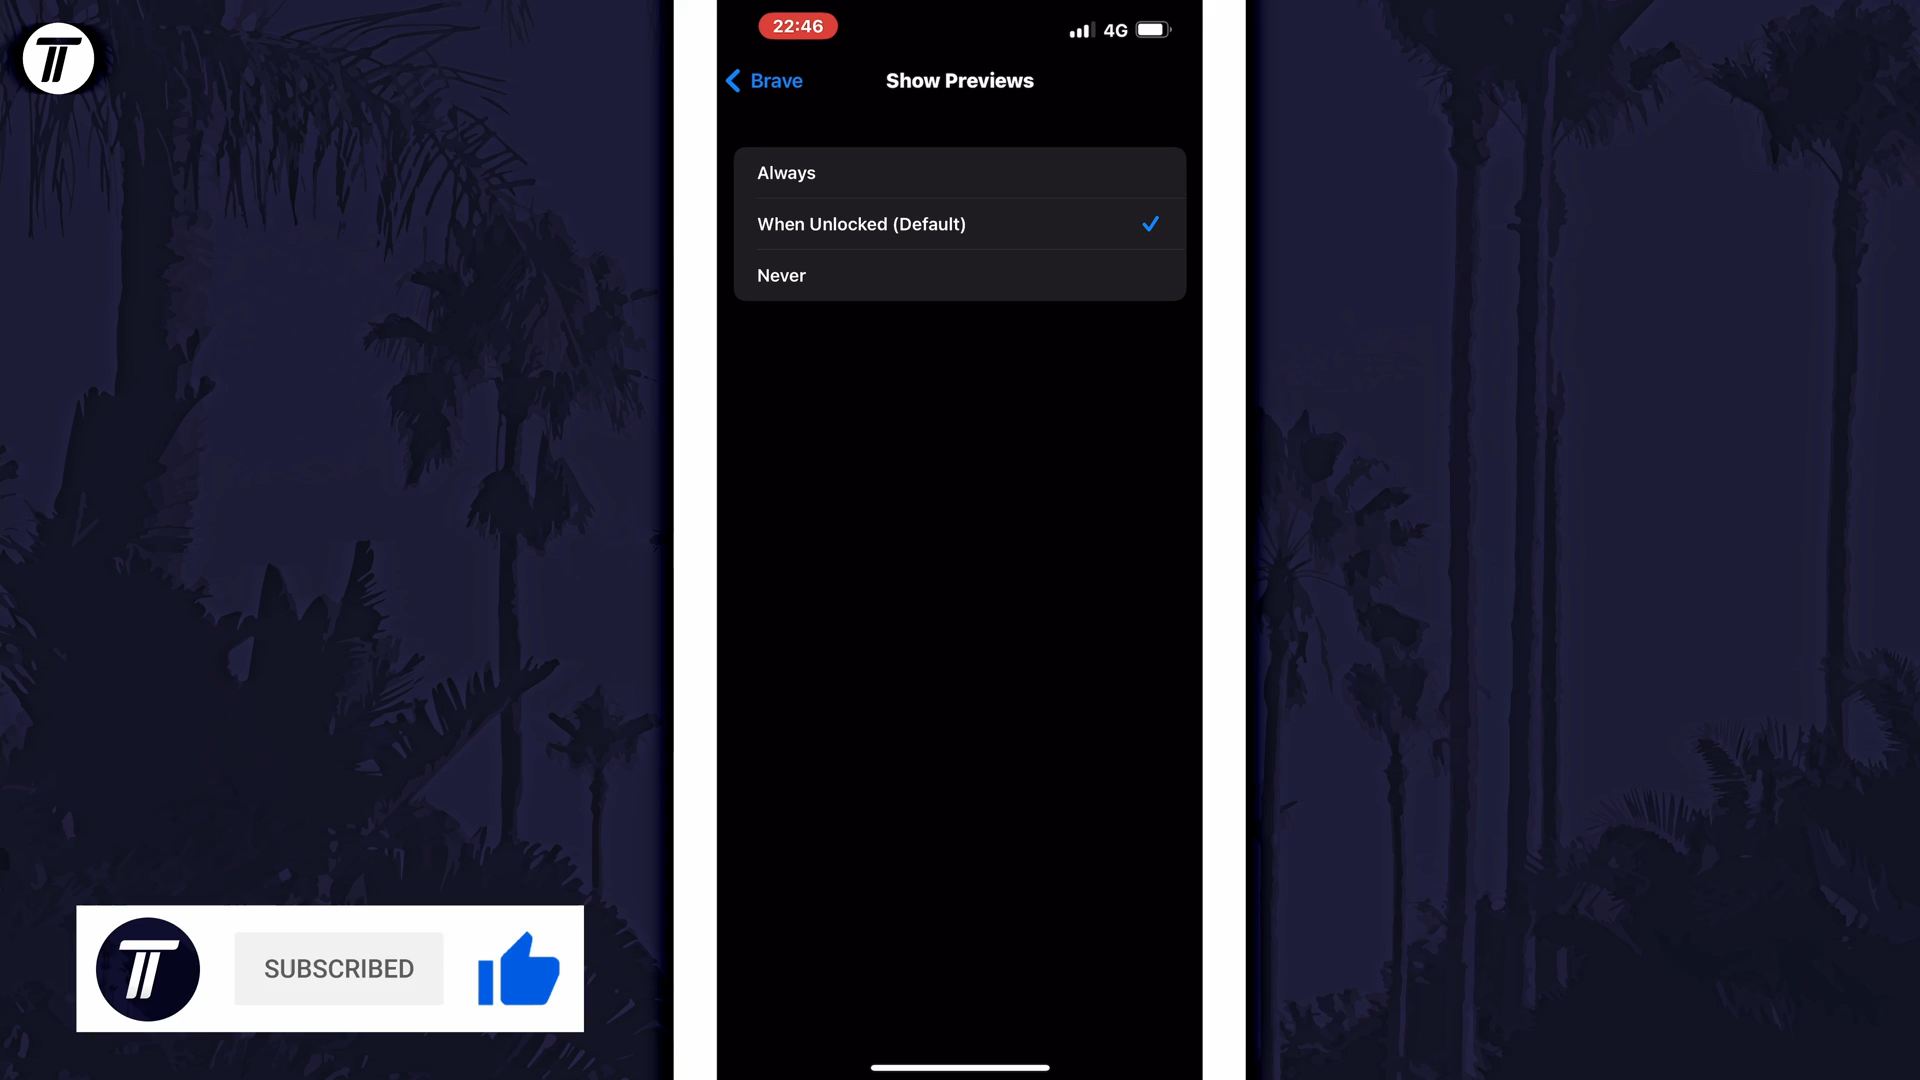 22:46
4G
Brave
Show Previews
Always
When Unlocked (Default)
Never
SUBSCRIBED